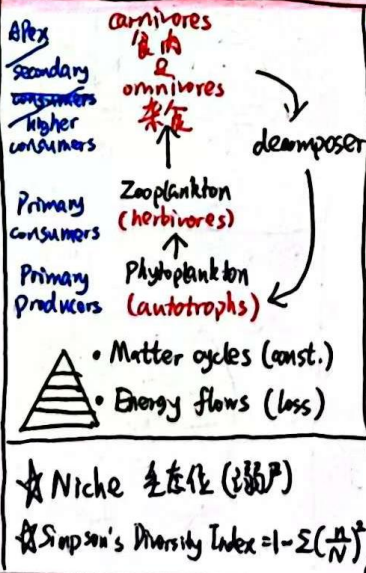 Apex
carnivores
食肉
secondary
&
consumers
omnivores
higher
杂食
consumers
decomposer
Primary
consumers
Zooplankton
(herbivores)
Primary
Producers
Phytoplankton
(autotrophs)
• Matter cycles (const.)
• Energy flows (loss)
☆ Niche 生态位
☆ Simpson's Diversity Index = 1 - Σ(n/N)²